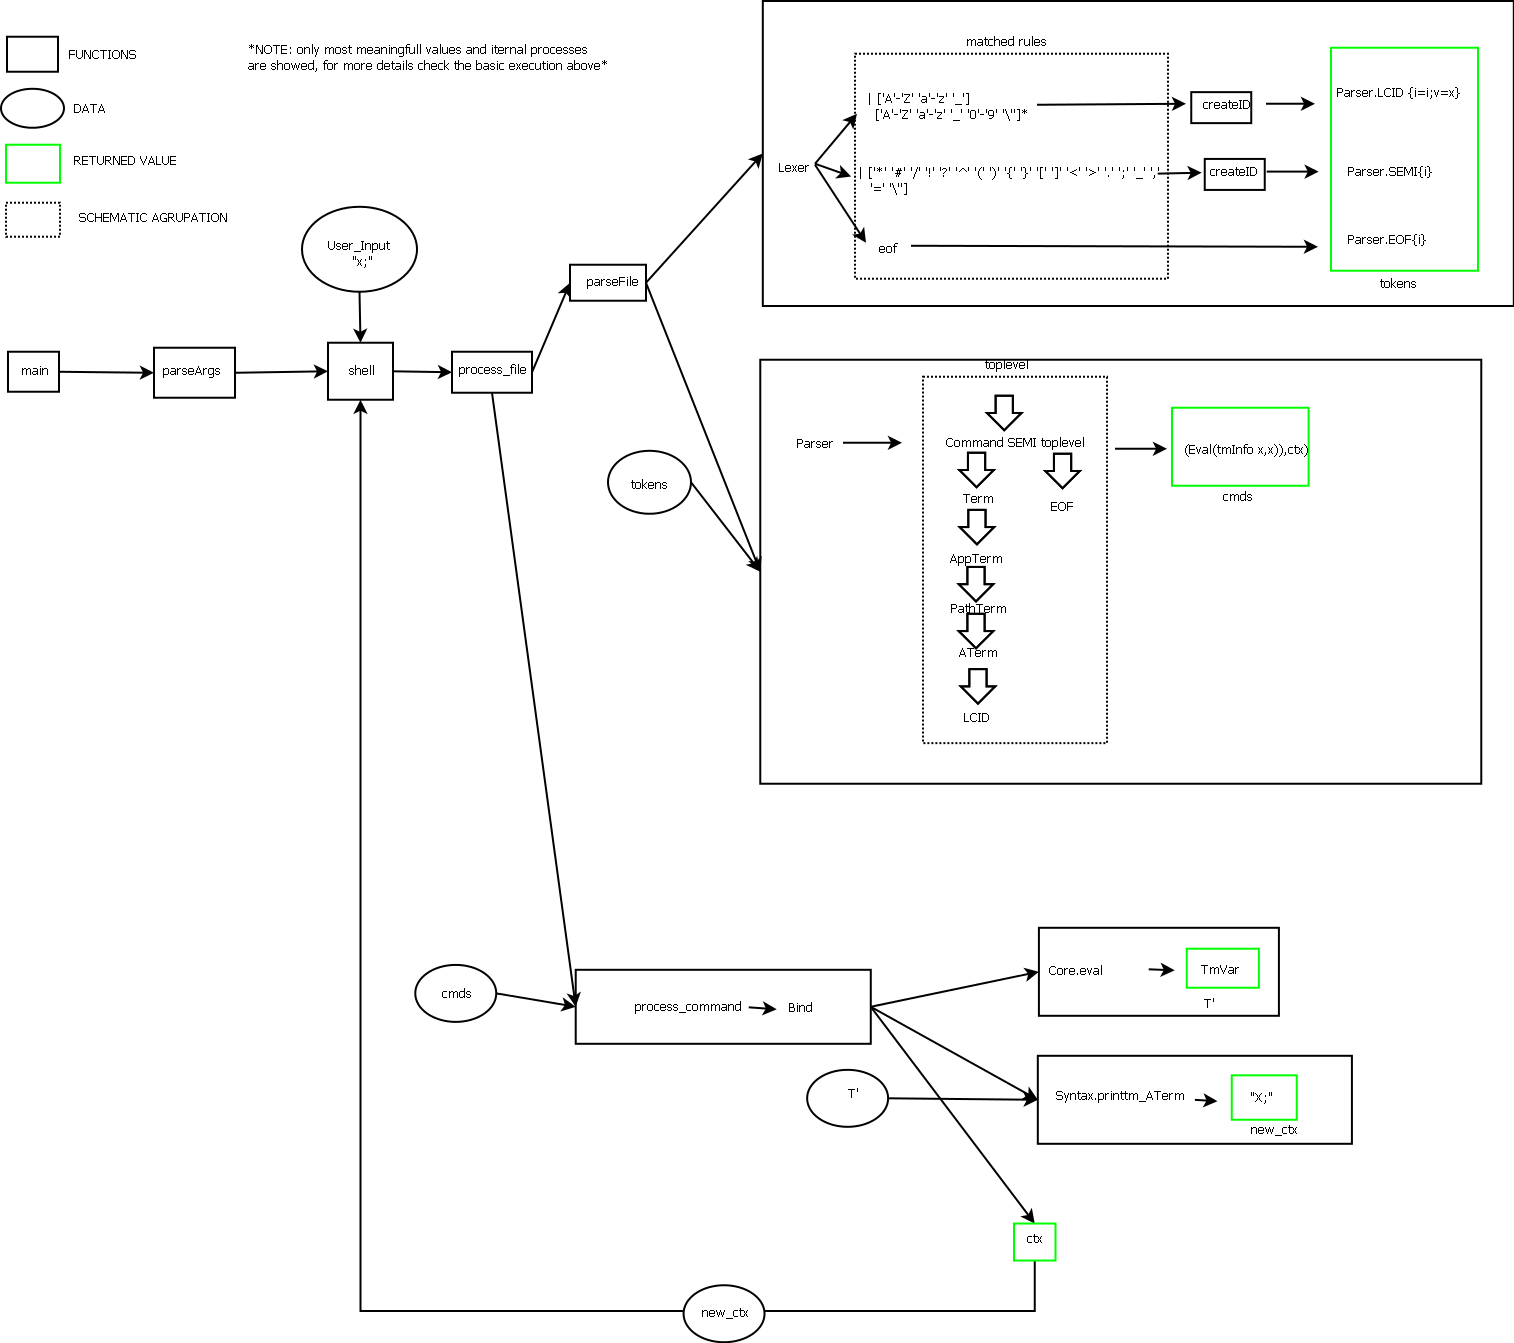 FUNCTIONS
*NOTE: only most meaningfull values and iternal processes
are showed, for more details check the basic execution above*
DATA
RETURNED VALUE
SCHEMATIC AGRUPATION
User_Input
"x;"
main
parseArgs
shell
process_file
parseFile
matched rules
Lexer
| ['A'-'Z' 'a'-'z' '_']
['A'-'Z' 'a'-'z' '_' '0'-'9' '\'']*
createID
Parser.LCID {i=i;v=x}
| ['*' '#' '/' '!' '?' '^' '(' ')' '{' '}' '[' ']' '<' '>' '.' ';' '_' ','
'=' '\'']
createID
Parser.SEMI{i}
eof
Parser.EOF{i}
tokens
tokens
toplevel
Parser
Command SEMI toplevel
Term
EOF
AppTerm
PathTerm
ATerm
LCID
(Eval(tmInfo x,x)),ctx)
cmds
cmds
process_command
Bind
Core.eval
TmVar
T'
T'
Syntax.printtm_ATerm
"X;"
new_ctx
ctx
new_ctx